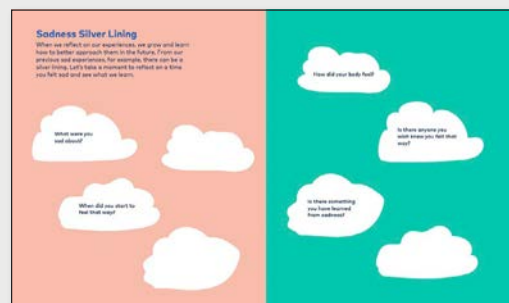 Sadness Silver Lining
When we reflect on our experiences, we grow and learn
how to better approach them in the future. From our
precious sad experiences, for example, there can be a
silver lining. Let's take a moment to reflect on a time
you felt sad and see what we learn.
What were you
sad about?
When did you start to
feel that way?
How did your body feel?
Is there anyone you
wish knew you felt that
way?
Is there something
you have learned
from sadness?